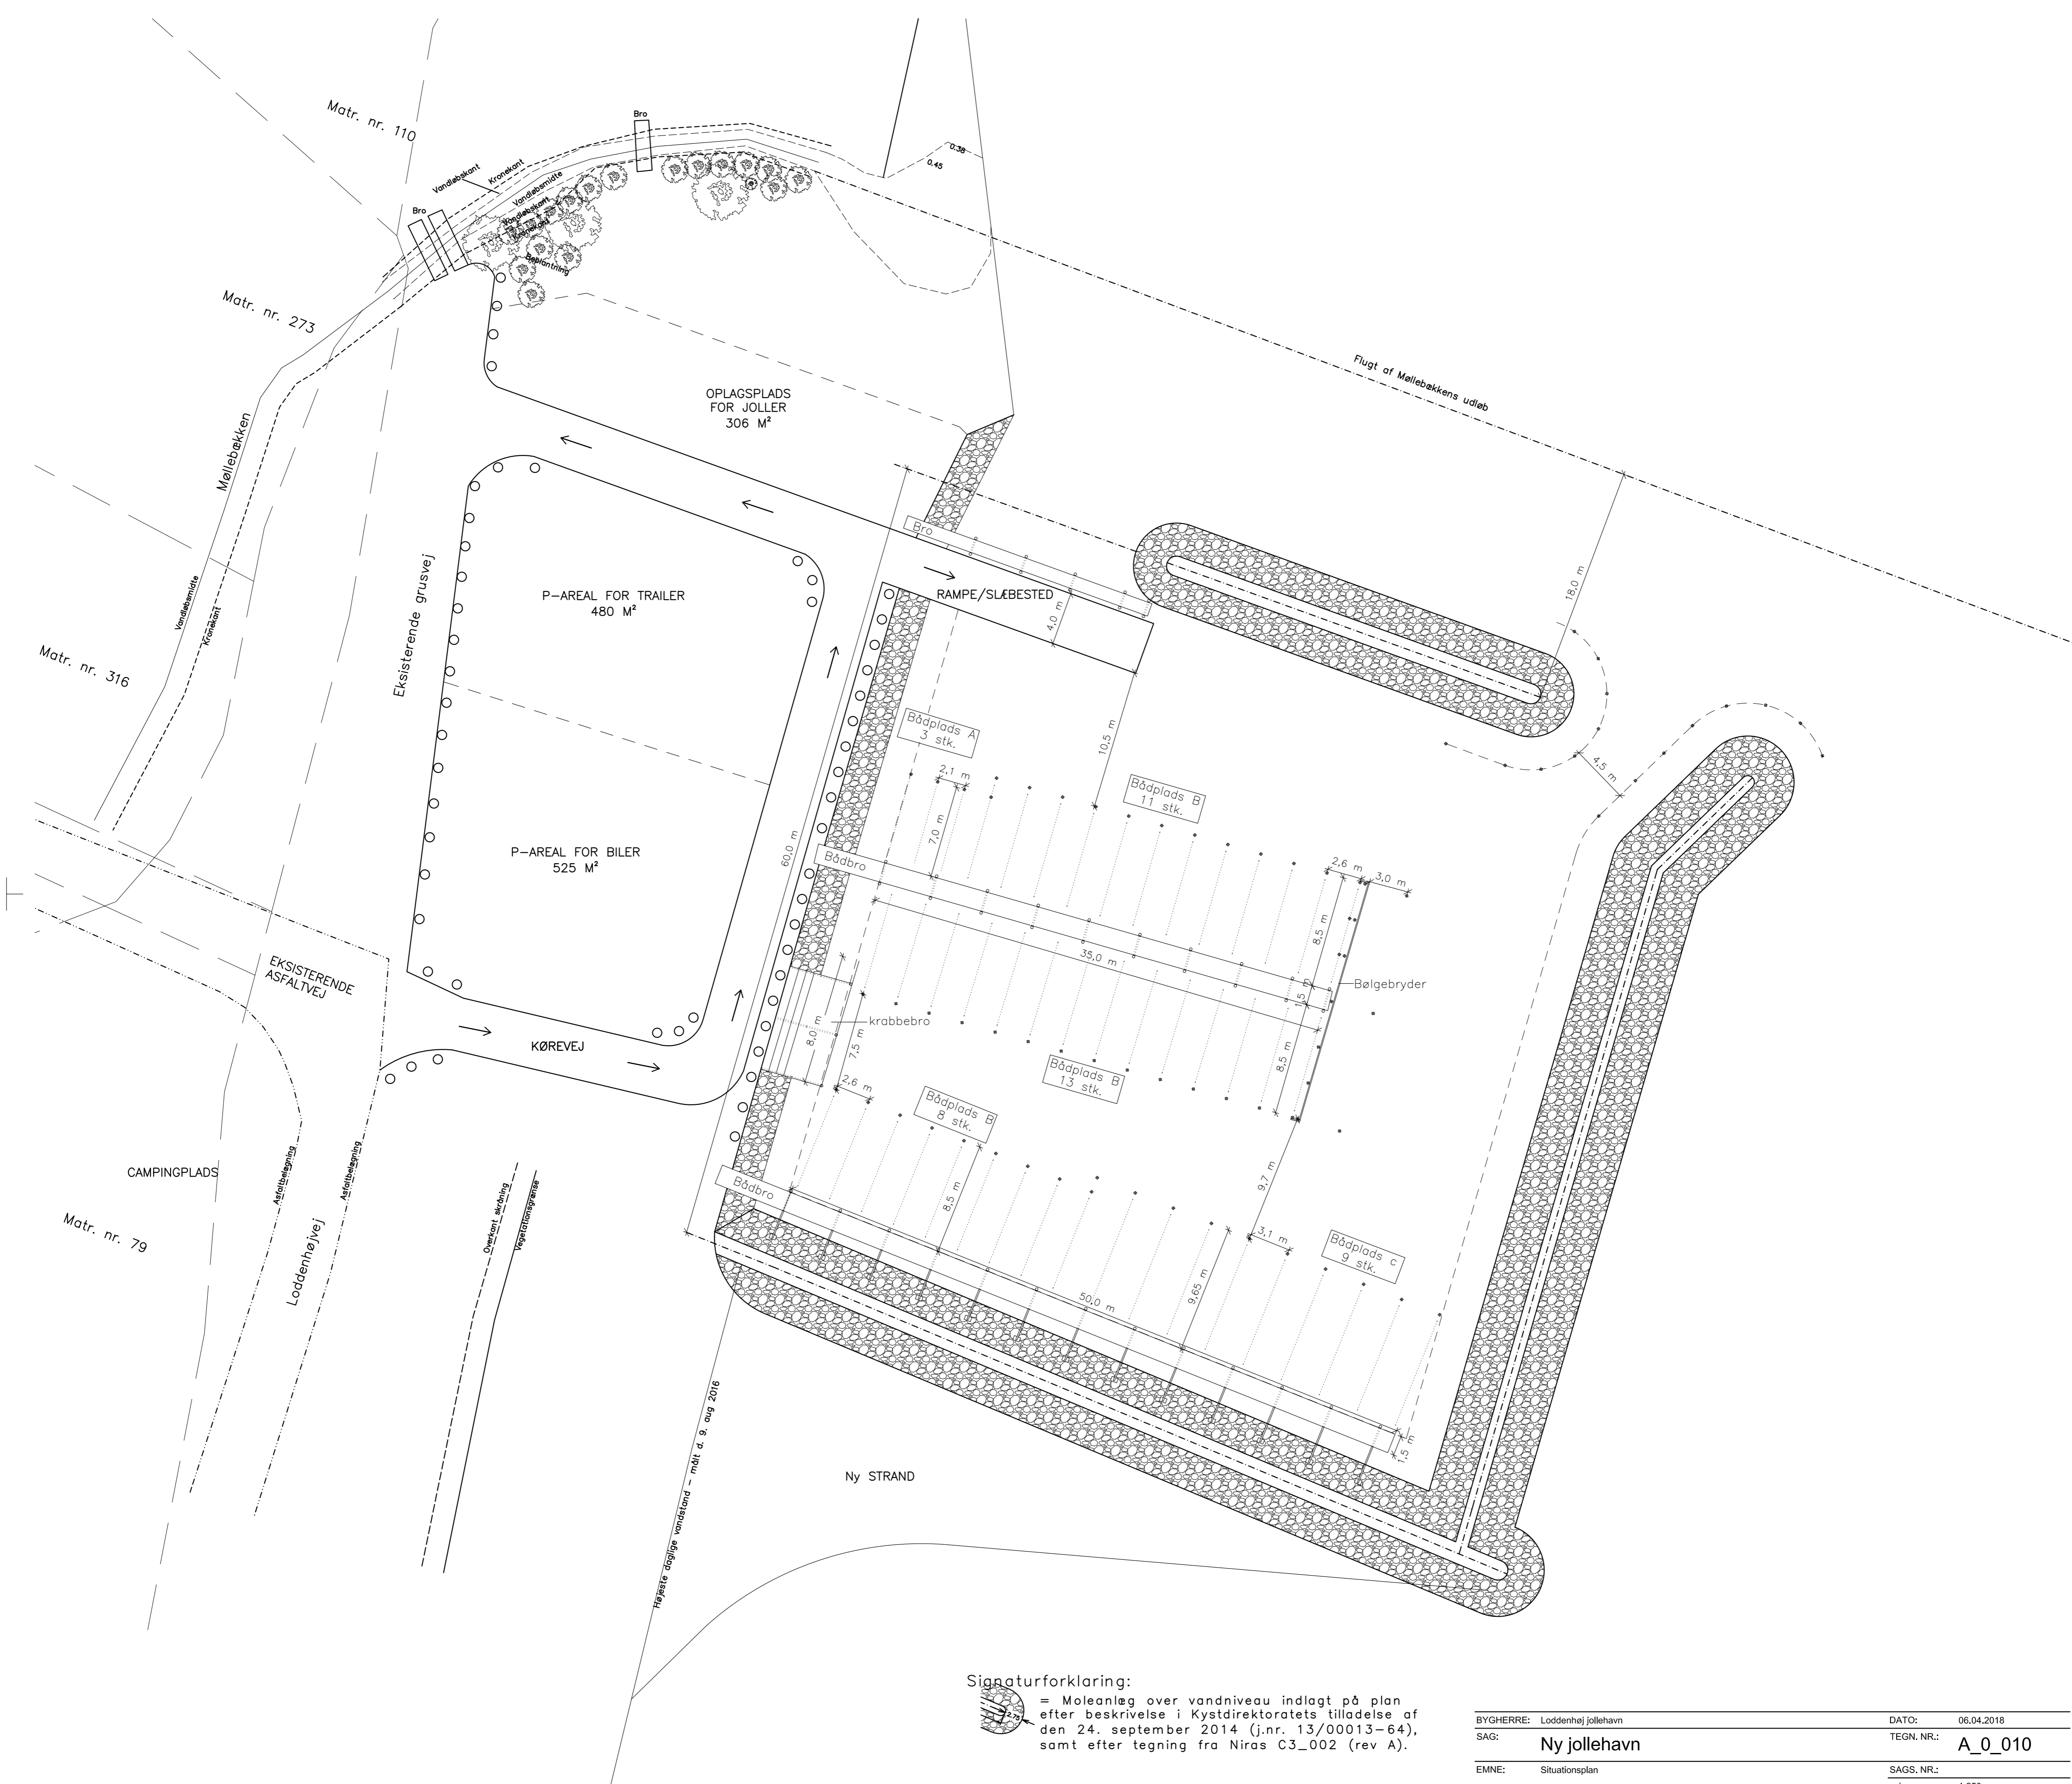 Matr. nr. 110
Bro
0.38
0.45
Vandløbskant
Kronekant
Vandløbsmidte
Bro
Vandløbskant
Kronekant
Beplantning
Matr. nr. 273
Flugt af Møllebækkens udløb
OPLAGSPLADS
FOR JOLLER
306 M²
Møllebækken
Bro
18,0 m
Eksisterende grusvej
P-AREAL FOR TRAILER
480 M²
RAMPE/SLÆBESTED
4,0 m
Vandløbsmidte
Kronekant
Matr. nr. 316
Bådplads A
3 stk.
10,5 m
2,1 m
Bådplads B
11 stk.
4,5 m
7,0 m
60,0 m
P-AREAL FOR BILER
525 M²
Bådbro
2,6 m
3,0 m
8,5 m
35,0 m
EKSISTERENDE
ASFALTVEJ
1,5 m
Bølgebryder
krabbebro
8,0 m
7,5 m
KØREVEJ
8,5 m
2,6 m
Bådplads B
13 stk.
Bådplads B
8 stk.
CAMPINGPLADS
Asfaltbelægning
Asfaltbelægning
Overkant skråning
Vegetationsgrænse
Bådbro
8,5 m
9,7 m
3,1 m
Bådplads c
9 stk.
Matr. nr. 79
Loddenhøjvej
9,65 m
50,0 m
1,5 m
Højeste daglige vandstand - målt d. 9. aug 2016
Ny STRAND
Signaturforklaring:
2,75
= Moleanlæg over vandniveau indlagt på plan
efter beskrivelse i Kystdirektoratets tilladelse af
den 24. september 2014 (j.nr. 13/00013-64),
samt efter tegning fra Niras C3_002 (rev A).
BYGHERRE: Loddenhøj jollehavn
DATO: 06.04.2018
SAG: Ny jollehavn
TEGN. NR.: A_0_010
EMNE: Situationsplan
SAGS. NR.: